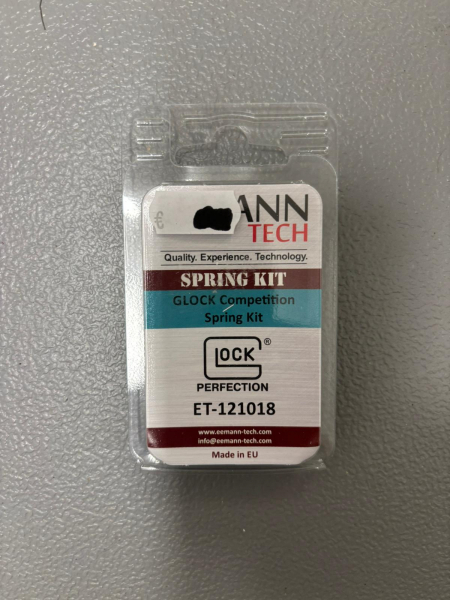 ANN
TECH
Quality. Experience. Technology.
SPRING KIT
GLOCK Competition
Spring Kit
GLOCK ®
PERFECTION
ET-121018
www.eemann-tech.com
info@eemann-tech.com
Made in EU